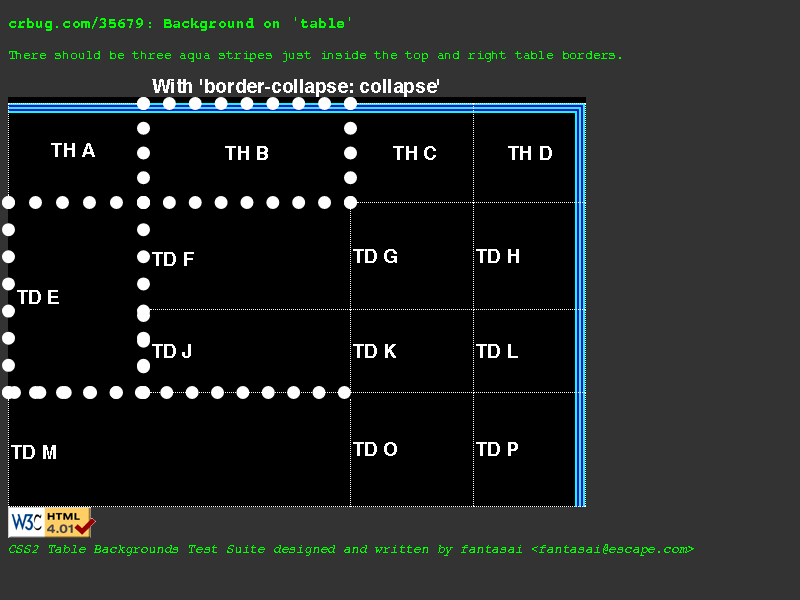 crbug.com/35679: Background on 'table'
There should be three aqua stripes just inside the top and right table borders.
With 'border-collapse: collapse'
TH A TH B TH C TH D
TD E TD F TD G TD H
TD J TD K TD L
TD M TD O TD P
W3C HTML 4.01
CSS2 Table Backgrounds Test Suite designed and written by fantasai <fantasai@escape.com>